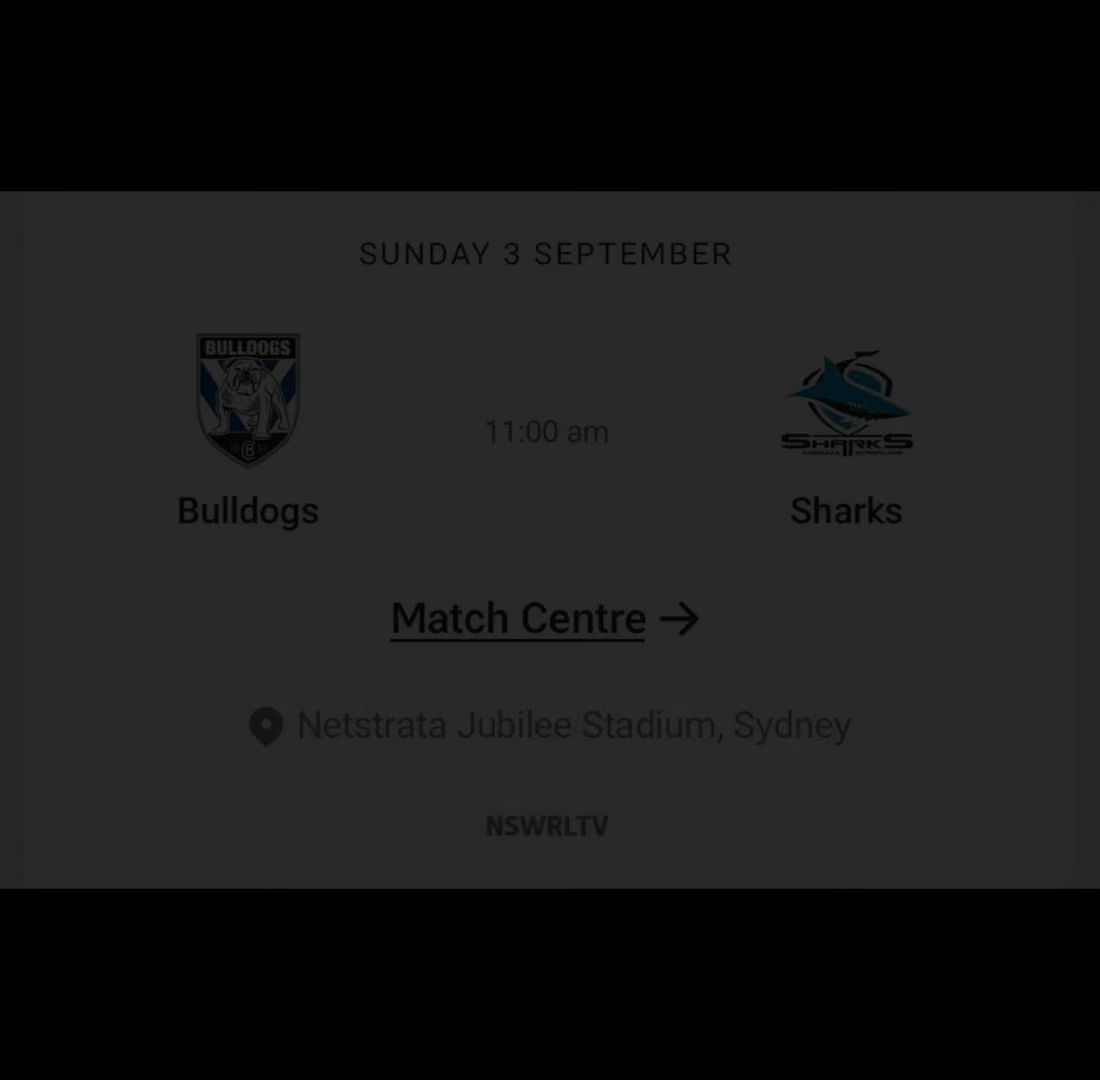 SUNDAY 3 SEPTEMBER
BULLDOGS
11:00 am
SHARKS
Bulldogs
Sharks
Match Centre →
Netstrata Jubilee Stadium, Sydney
NSWRLTV